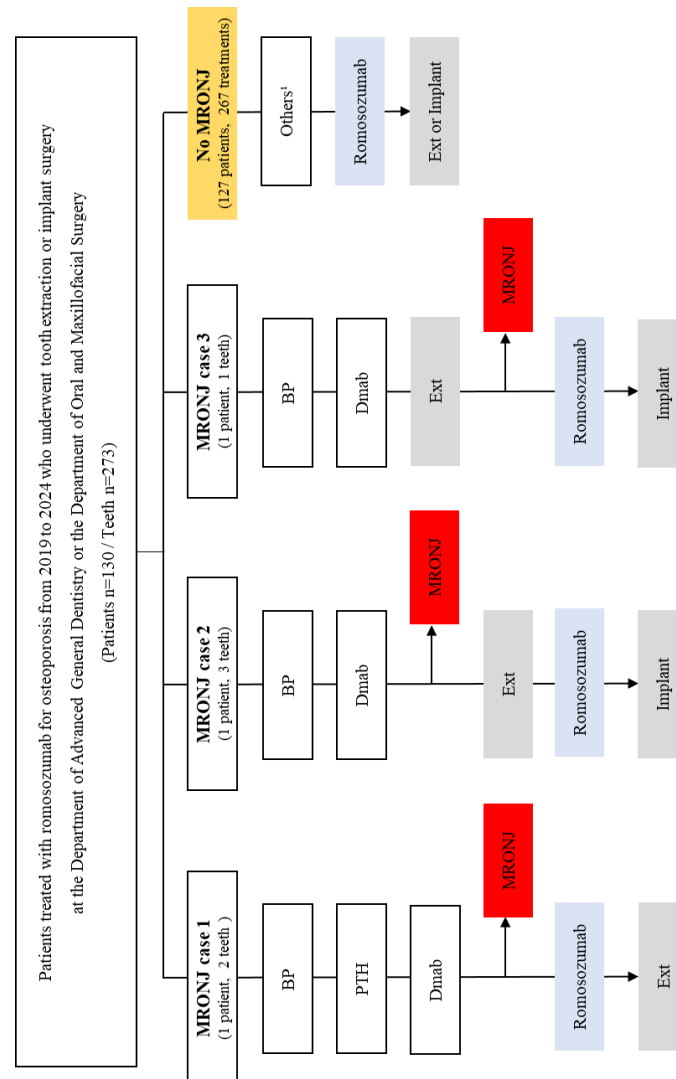 Patients treated with romosozumab for osteoporosis from 2019 to 2024 who underwent tooth extraction or implant surgery
at the Department of Advanced General Dentistry or the Department of Oral and Maxillofacial Surgery
(Patients n=130 / Teeth n=273)
MRONJ case 1
(1 patient, 2 teeth )
BP
PTH
Dmab
MRONJ
Romosozumab
Ext
MRONJ case 2
(1 patient, 3 teeth)
BP
Dmab
MRONJ
Ext
Romosozumab
Implant
MRONJ case 3
(1 patient, 1 teeth)
BP
Dmab
Ext
MRONJ
Romosozumab
Implant
No MRONJ
(127 patients, 267 treatments)
Others¹
Romosozumab
Ext or Implant